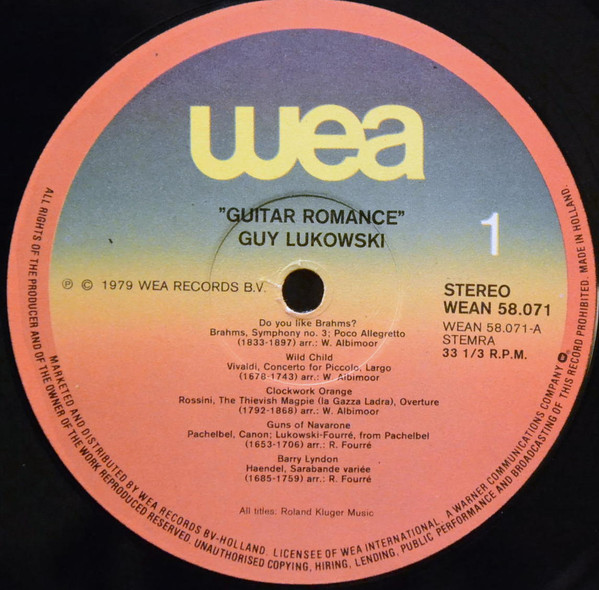 wea
"GUITAR ROMANCE"
GUY LUKOWSKI
1
℗ © 1979 WEA RECORDS B.V.
STEREO
WEAN 58.071
WEAN 58.071-A
STEMRA
33 1/3 R.P.M.
Do you like Brahms?
Brahms, Symphony no. 3; Poco Allegretto
(1833-1897) arr.: W. Albimoor
Wild Child
Vivaldi, Concerto for Piccolo, Largo
(1678-1743) arr.: W. Albimoor
Clockwork Orange
Rossini, The Thievish Magpie (la Gazza Ladra), Overture
(1792-1868) arr.: W. Albimoor
Guns of Navarone
Pachelbel, Canon; Lukowski-Fourré, from Pachelbel
(1653-1706) arr.: R. Fourré
Barry Lyndon
Haendel, Sarabande variée
(1685-1759) arr.: R. Fourré
All titles: Roland Kluger Music
ALL RIGHTS OF THE PRODUCER AND OF THE OWNER OF THE WORK REPRODUCED RESERVED. UNAUTHORISED COPYING, HIRING, LENDING, PUBLIC PERFORMANCE AND BROADCASTING OF THIS RECORD PROHIBITED. MADE IN HOLLAND.
MARKETED AND DISTRIBUTED BY WEA RECORDS BV-HOLLAND. LICENSEE OF WEA INTERNATIONAL. A WARNER COMMUNICATIONS COMPANY